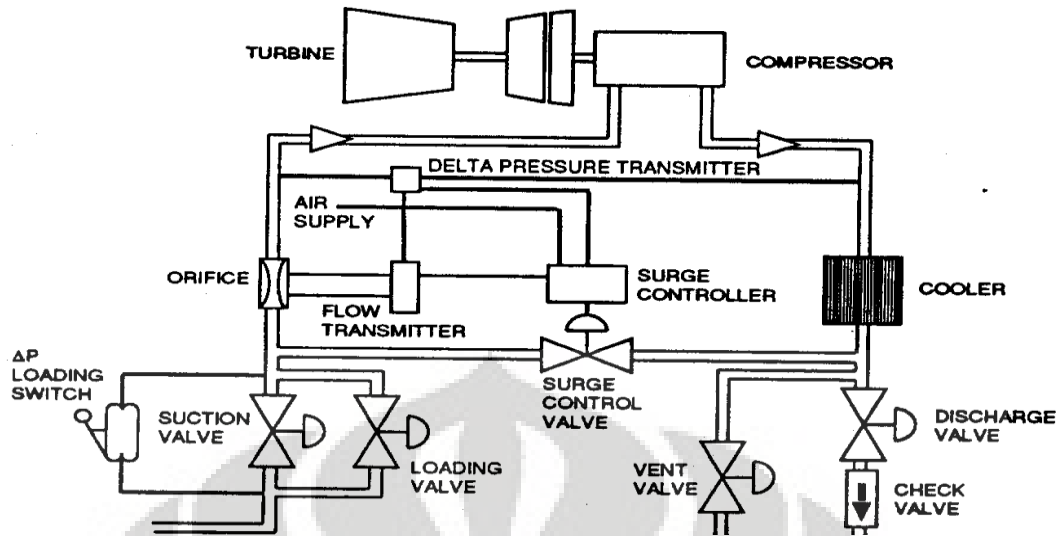 TURBINE
COMPRESSOR
DELTA PRESSURE TRANSMITTER
AIR
SUPPLY
ORIFICE
FLOW
TRANSMITTER
SURGE
CONTROLLER
COOLER
ΔP
LOADING
SWITCH
SUCTION
VALVE
LOADING
VALVE
SURGE
CONTROL
VALVE
VENT
VALVE
DISCHARGE
VALVE
CHECK
VALVE